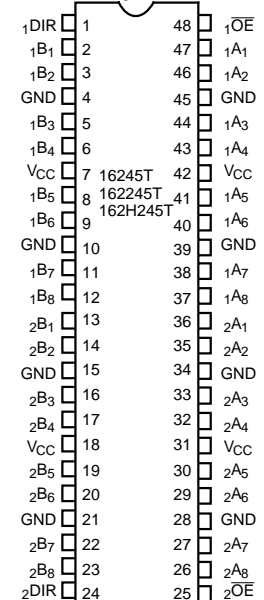 ₁DIR 1 48 ₁O̅E̅
₁B₁ 2 47 ₁A₁
₁B₂ 3 46 ₁A₂
GND 4 45 GND
₁B₃ 5 44 ₁A₃
₁B₄ 6 43 ₁A₄
VCC 7 16245T 42 VCC
₁B₅ 8 162245T 41 ₁A₅
₁B₆ 9 162H245T 40 ₁A₆
GND 10 39 GND
₁B₇ 11 38 ₁A₇
₁B₈ 12 37 ₁A₈
₂B₁ 13 36 ₂A₁
₂B₂ 14 35 ₂A₂
GND 15 34 GND
₂B₃ 16 33 ₂A₃
₂B₄ 17 32 ₂A₄
VCC 18 31 VCC
₂B₅ 19 30 ₂A₅
₂B₆ 20 29 ₂A₆
GND 21 28 GND
₂B₇ 22 27 ₂A₇
₂B₈ 23 26 ₂A₈
₂DIR 24 25 ₂O̅E̅